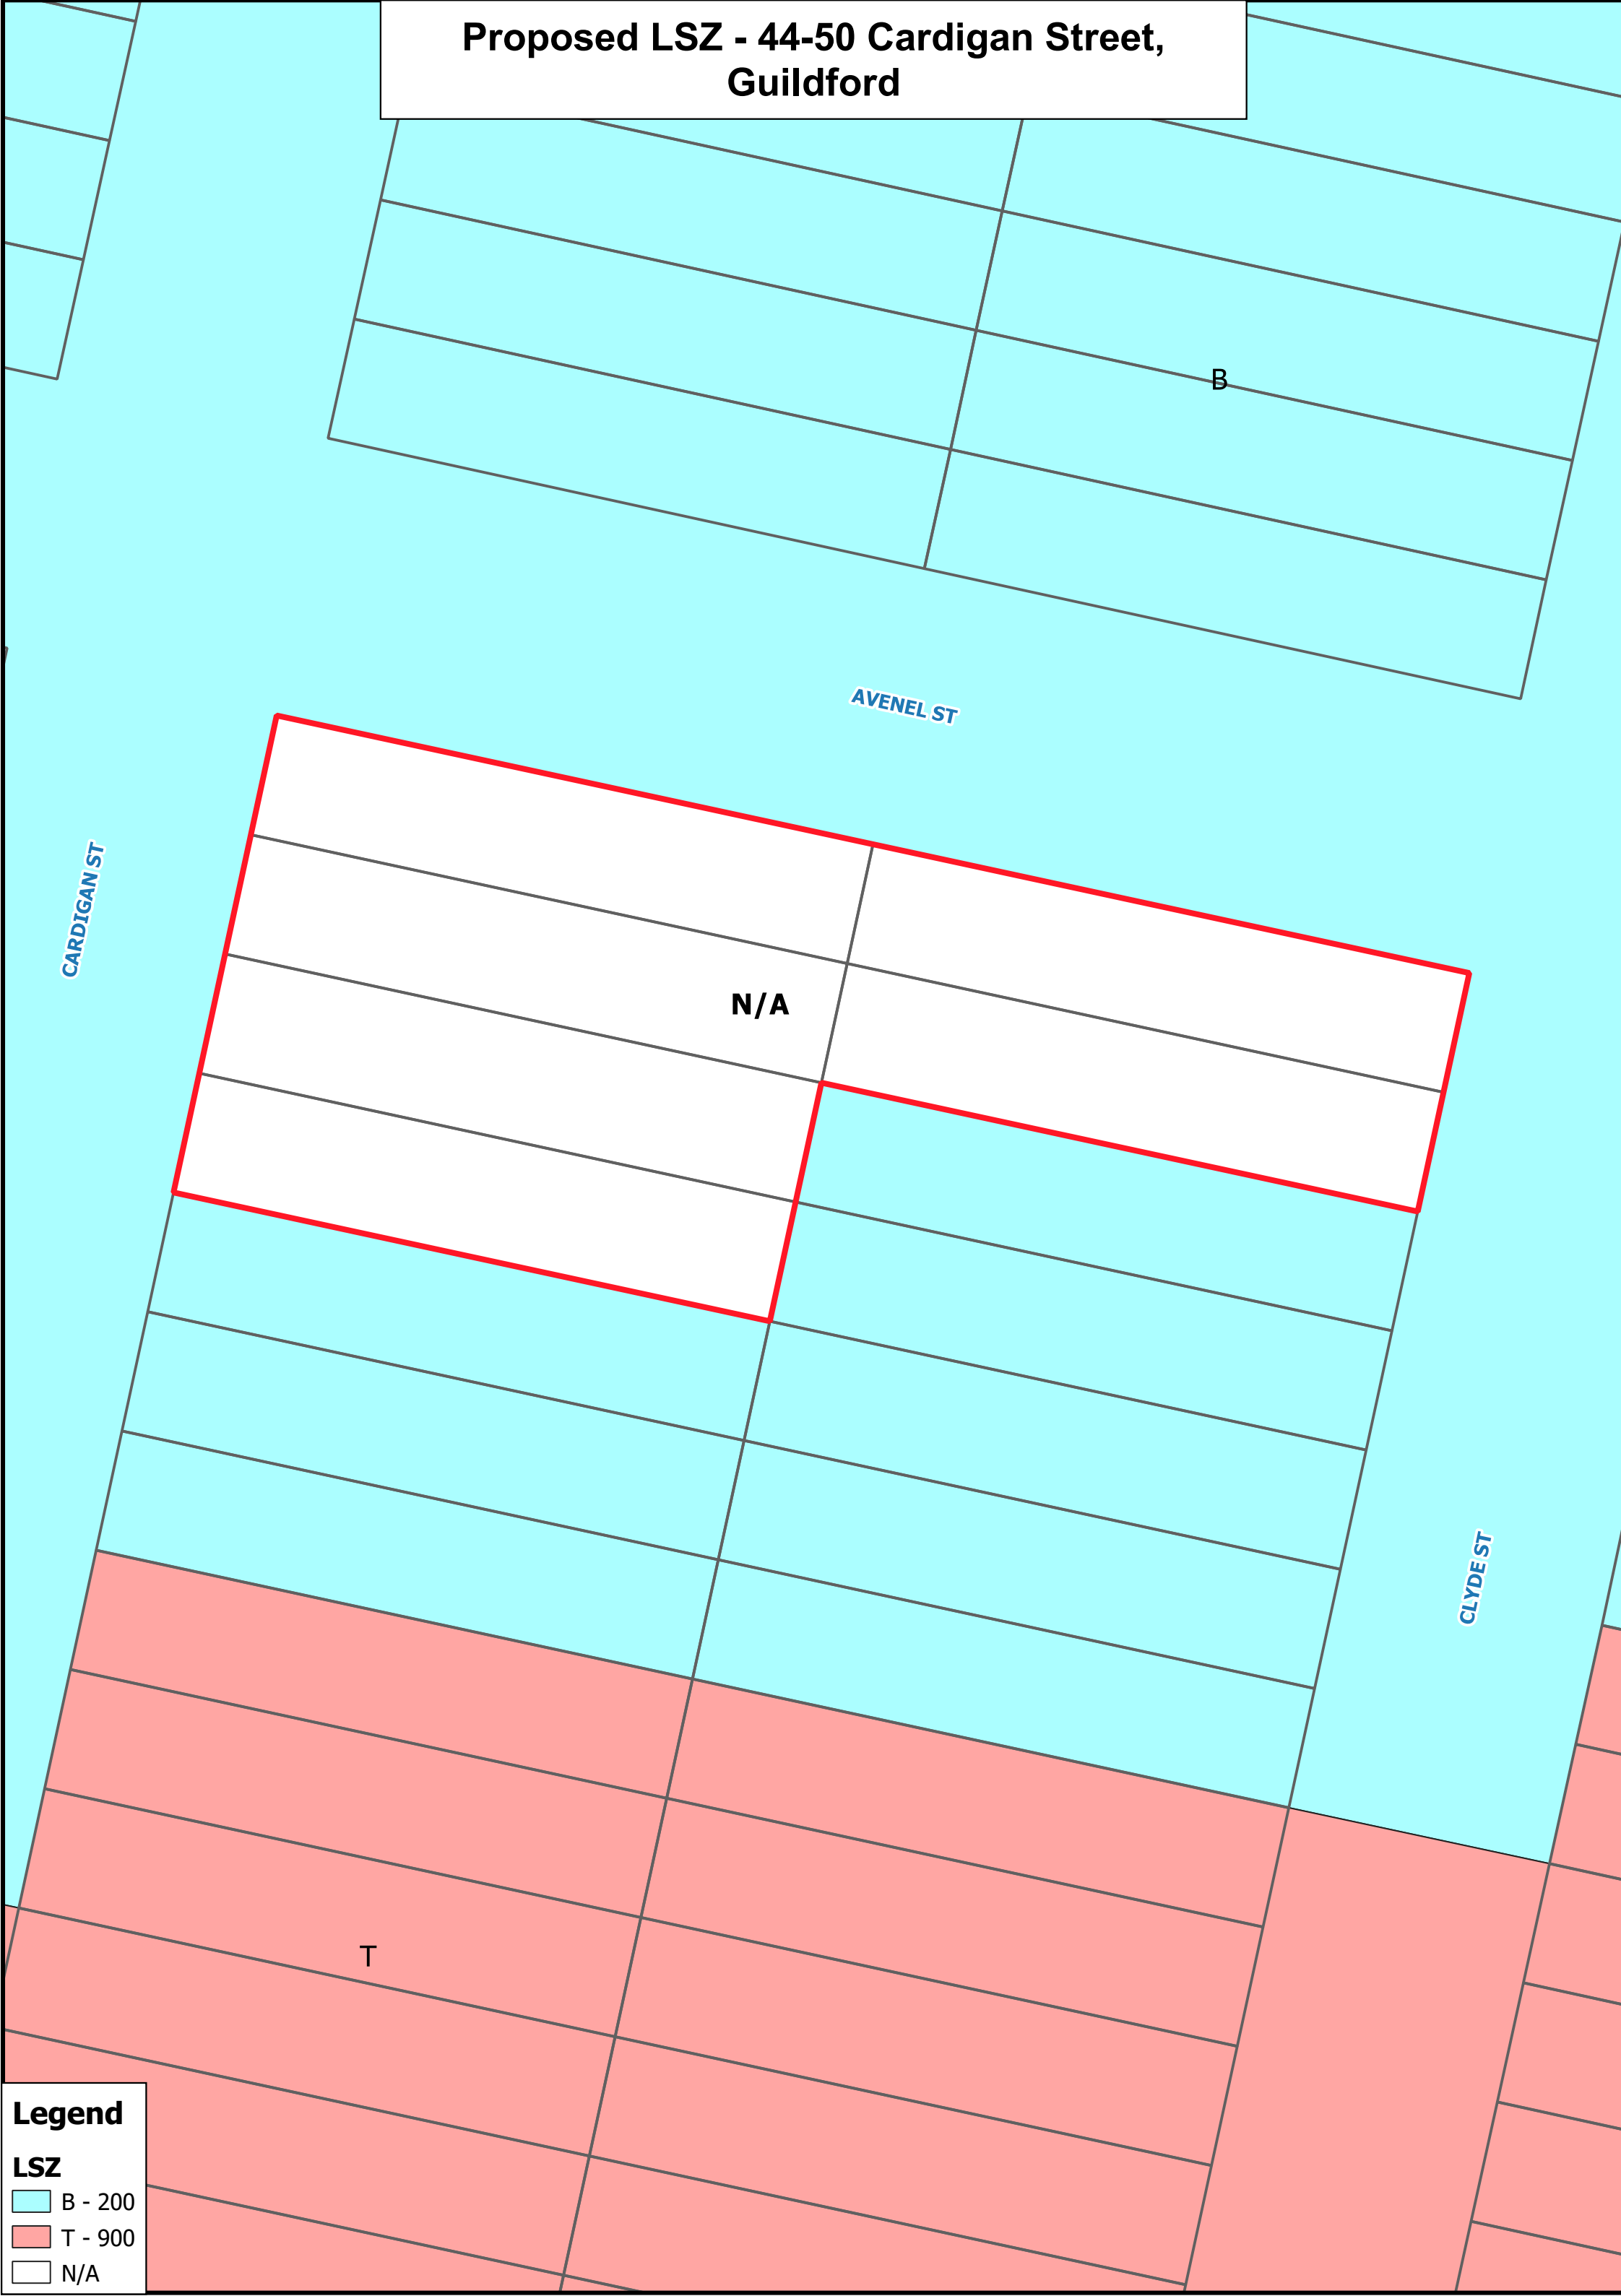 Proposed LSZ - 44-50 Cardigan Street,
Guildford
B
AVENEL ST
CARDIGAN ST
N/A
CLYDE ST
T
Legend
LSZ
B - 200
T - 900
N/A